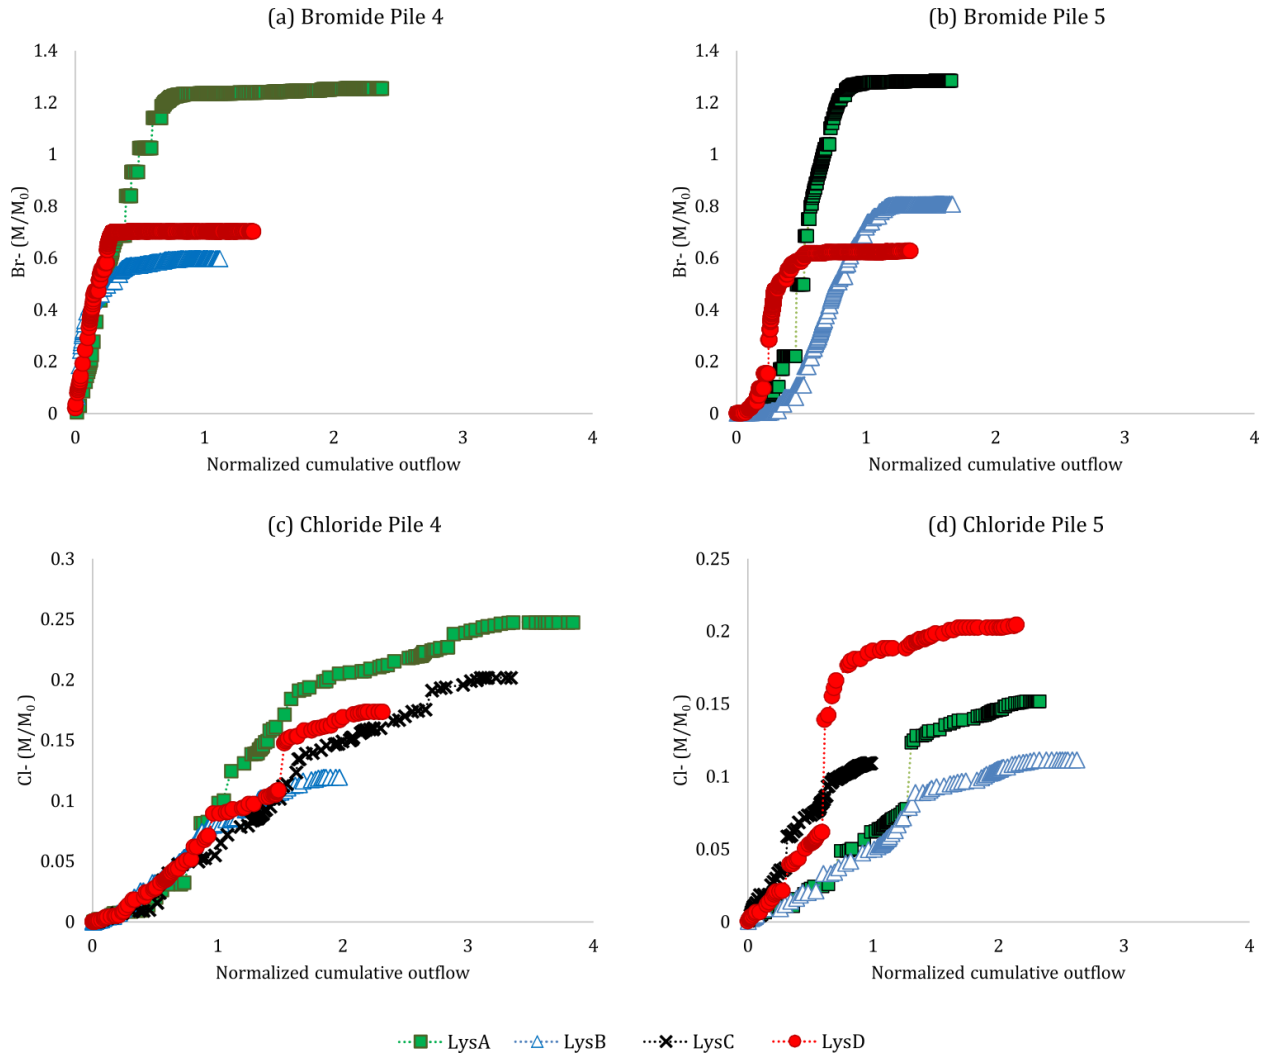 (a) Bromide Pile 4
1.4
1.2
1
0.8
0.6
0.4
0.2
0
Br- (M/M₀)
0 1 2 3 4
Normalized cumulative outflow
(b) Bromide Pile 5
1.4
1.2
1
0.8
0.6
0.4
0.2
0
Br- (M/M₀)
0 1 2 3 4
Normalized cumulative outflow
(c) Chloride Pile 4
0.3
0.25
0.2
0.15
0.1
0.05
0
Cl- (M/M₀)
0 1 2 3 4
Normalized cumulative outflow
(d) Chloride Pile 5
0.25
0.2
0.15
0.1
0.05
0
Cl- (M/M₀)
0 1 2 3 4
Normalized cumulative outflow
LysA LysB LysC LysD